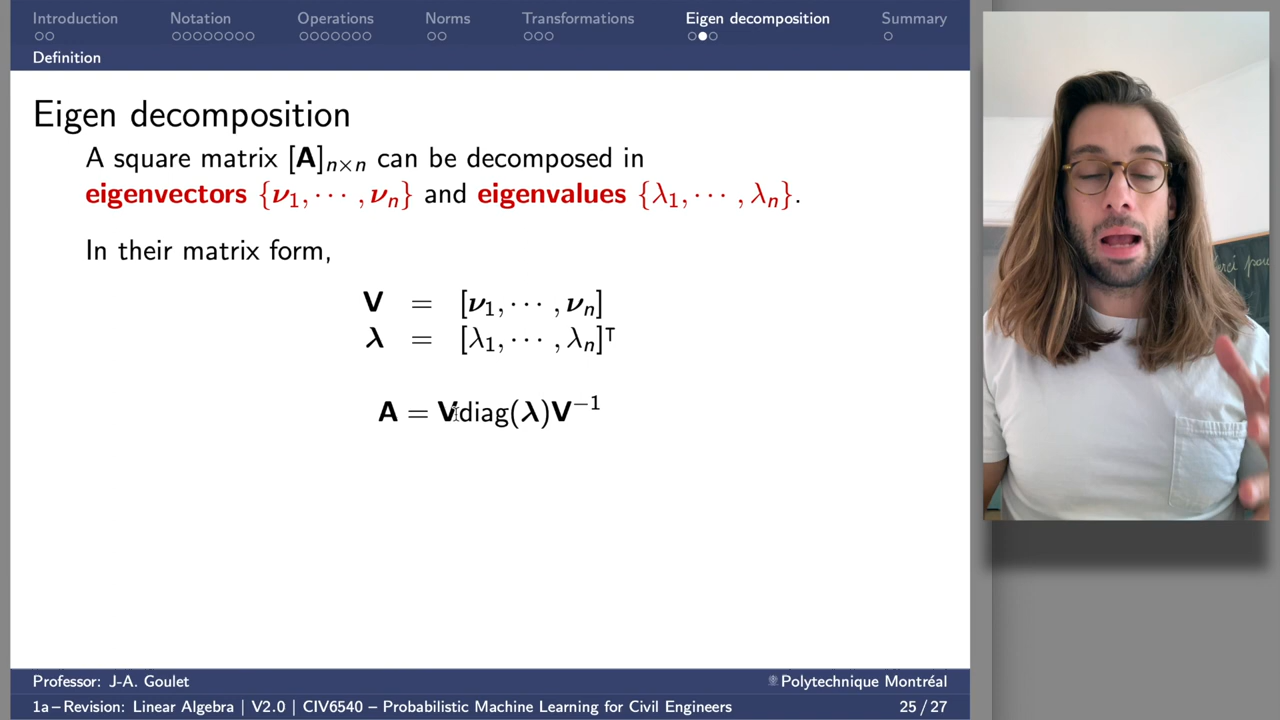 Introduction Notation Operations Norms Transformations Eigen decomposition Summary
Definition
Eigen decomposition
A square matrix [A]ₙ×ₙ can be decomposed in
eigenvectors {ν₁, ⋯ , νₙ} and eigenvalues {λ₁, ⋯ , λₙ}.
In their matrix form,
V = [ν₁, ⋯ , νₙ]
λ = [λ₁, ⋯ , λₙ]ᵀ
A = Vdiag(λ)V⁻¹
Professor: J-A. Goulet Polytechnique Montréal
1a – Revision: Linear Algebra | V2.0 | CIV6540 – Probabilistic Machine Learning for Civil Engineers 25 / 27